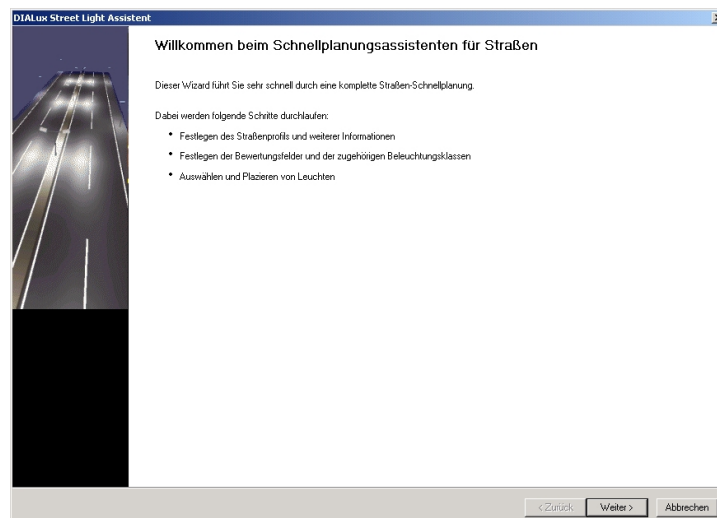 DIALux Street Light Assistent
Willkommen beim Schnellplanungsassistenten für Straßen
Dieser Wizard führt Sie sehr schnell durch eine komplette Straßen-Schnellplanung.
Dabei werden folgende Schritte durchlaufen:
• Festlegen des Straßenprofils und weiterer Informationen
• Festlegen der Bewertungsfelder und der zugehörigen Beleuchtungsklassen
• Auswählen und Plazieren von Leuchten
< Zurück Weiter > Abbrechen